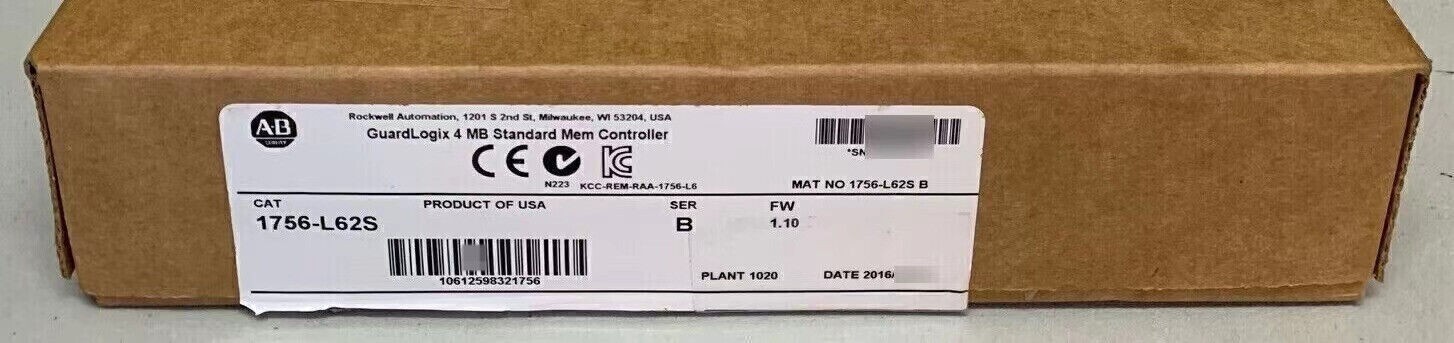 A-B
Rockwell Automation, 1201 S 2nd St, Milwaukee, WI 53204, USA
GuardLogix 4 MB Standard Mem Controller
CE
N223 KCC-REM-RAA-1756-L6
*SN
MAT NO 1756-L62S B
CAT PRODUCT OF USA SER FW
1756-L62S B 1.10
10612598321756
PLANT 1020 DATE 2016/